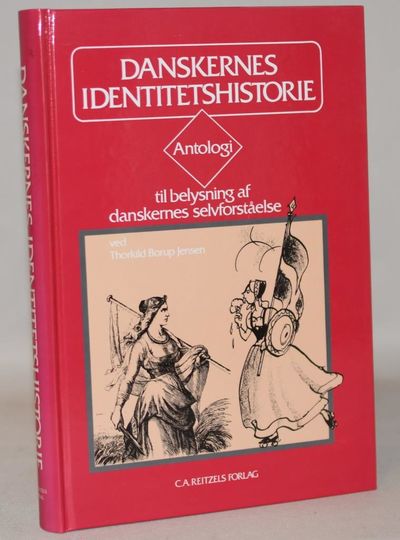 DANSKERNES
IDENTITETSHISTORIE
Antologi
til belysning af
danskernes selvforståelse
ved
Thorkild Borup Jensen
C.A. REITZELS FORLAG
DANSKERNES IDENTITETSHISTORIE